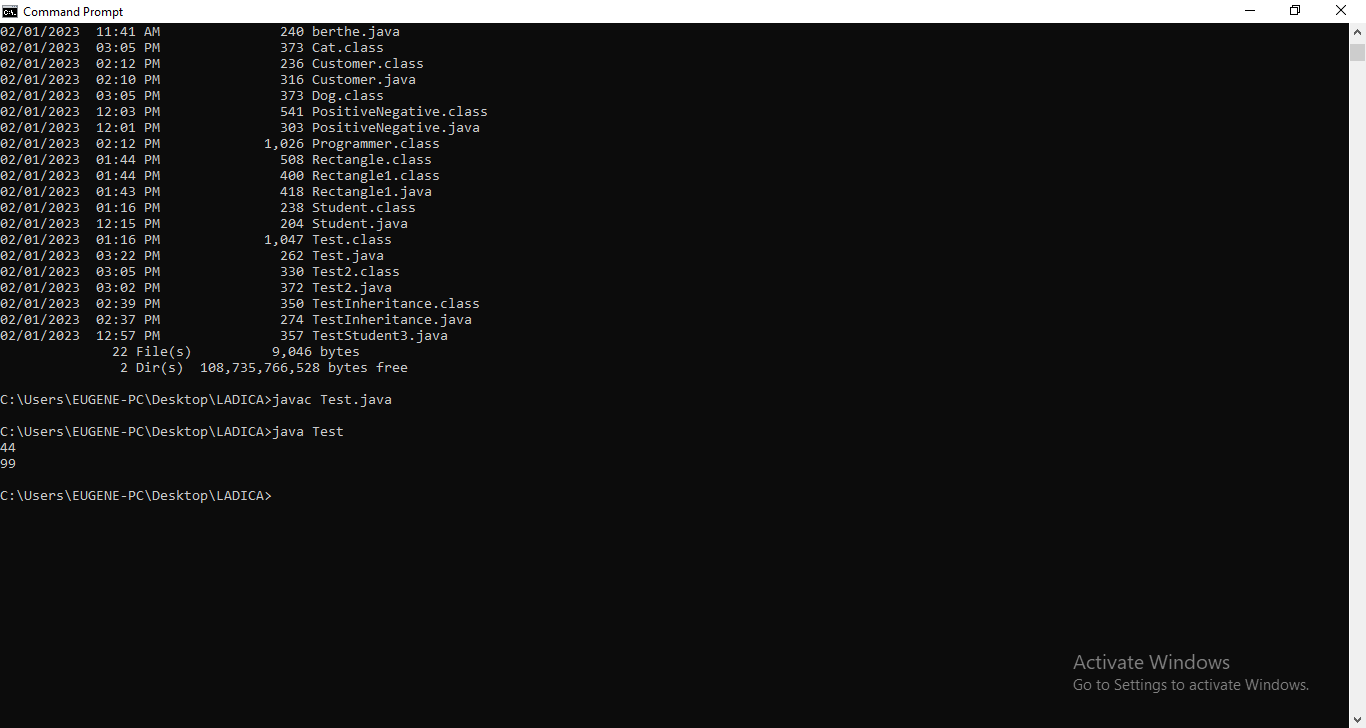 Command Prompt
02/01/2023  11:41 AM               240 berthe.java
02/01/2023  03:05 PM               373 Cat.class
02/01/2023  02:12 PM               236 Customer.class
02/01/2023  02:10 PM               316 Customer.java
02/01/2023  03:05 PM               373 Dog.class
02/01/2023  12:03 PM               541 PositiveNegative.class
02/01/2023  12:01 PM               303 PositiveNegative.java
02/01/2023  02:12 PM             1,026 Programmer.class
02/01/2023  01:44 PM               508 Rectangle.class
02/01/2023  01:44 PM               400 Rectangle1.class
02/01/2023  01:43 PM               418 Rectangle1.java
02/01/2023  01:16 PM               238 Student.class
02/01/2023  12:15 PM               204 Student.java
02/01/2023  01:16 PM             1,047 Test.class
02/01/2023  03:22 PM               262 Test.java
02/01/2023  03:05 PM               330 Test2.class
02/01/2023  03:02 PM               372 Test2.java
02/01/2023  02:39 PM               350 TestInheritance.class
02/01/2023  02:37 PM               274 TestInheritance.java
02/01/2023  12:57 PM               357 TestStudent3.java
22 File(s)          9,046 bytes
2 Dir(s)  108,735,766,528 bytes free
C:\Users\EUGENE-PC\Desktop\LADICA>javac Test.java
C:\Users\EUGENE-PC\Desktop\LADICA>java Test
44
99
C:\Users\EUGENE-PC\Desktop\LADICA>
Activate Windows
Go to Settings to activate Windows.